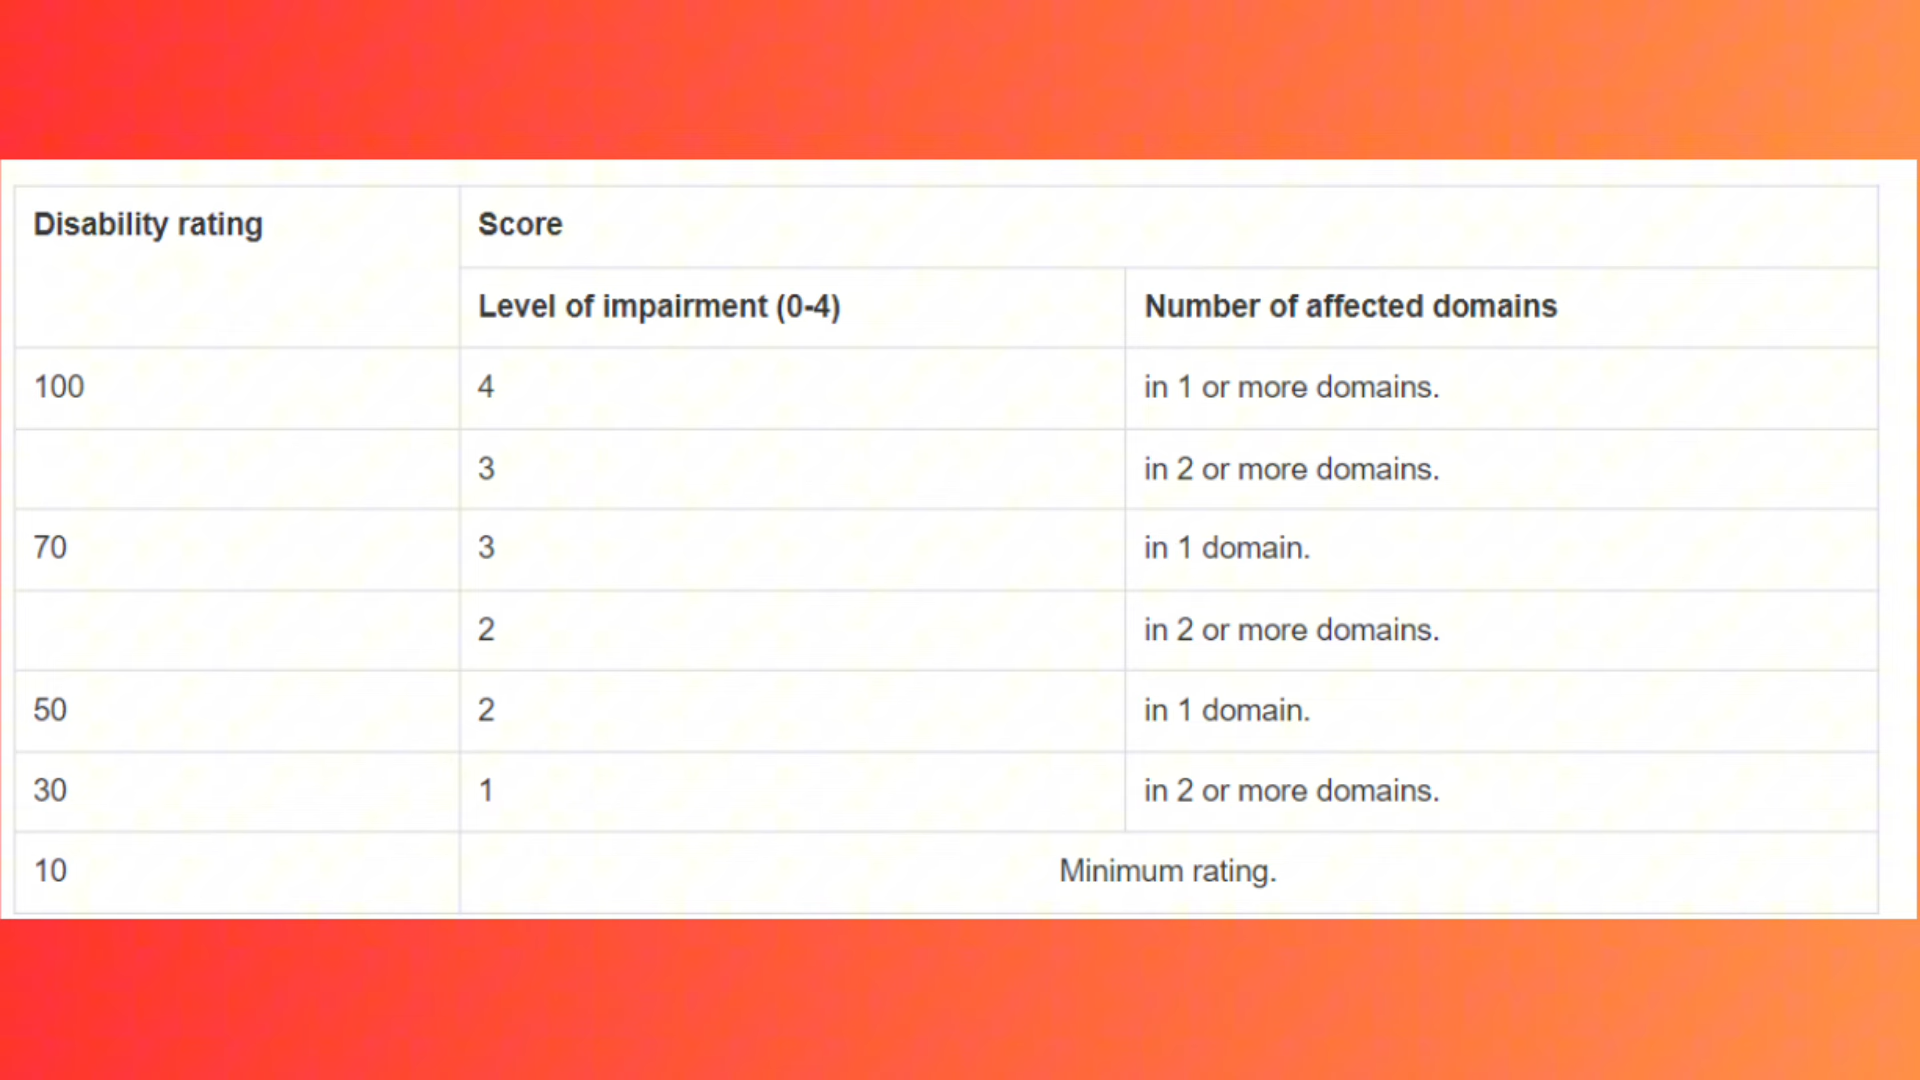 Disability rating
Score
Level of impairment (0-4)
Number of affected domains
100
4
in 1 or more domains.
3
in 2 or more domains.
70
3
in 1 domain.
2
in 2 or more domains.
50
2
in 1 domain.
30
1
in 2 or more domains.
10
Minimum rating.